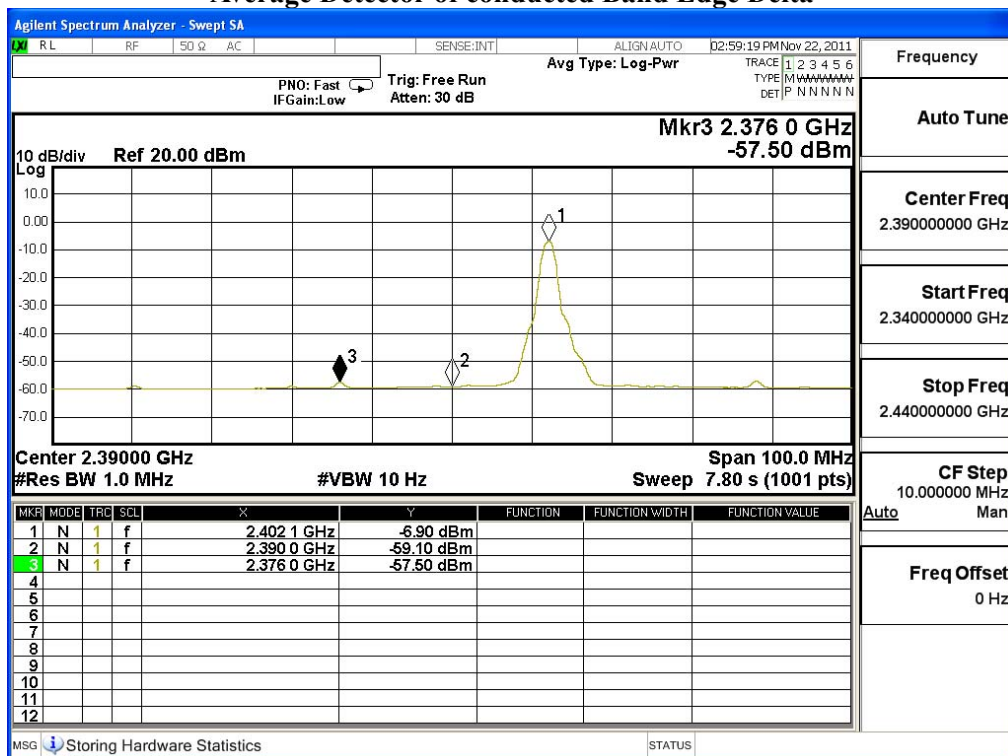 Average Detector of conducted Band Edge Delta
Agilent Spectrum Analyzer - Swept SA
LXI RL RF 50 Ω AC SENSE:INT ALIGN AUTO 02:59:19 PM Nov 22, 2011
PNO: Fast Trig: Free Run Avg Type: Log-Pwr TRACE 1 2 3 4 5 6
IFGain:Low Atten: 30 dB TYPE M
DET P N N N N N
Mkr3 2.376 0 GHz
-57.50 dBm
10 dB/div Ref 20.00 dBm
Log
10.0
0.00
-10.0
-20.0
-30.0
-40.0
-50.0
-60.0
-70.0
1
2
3
Center 2.39000 GHz Span 100.0 MHz
#Res BW 1.0 MHz #VBW 10 Hz Sweep 7.80 s (1001 pts)
MKR MODE TRC SCL X Y FUNCTION FUNCTION WIDTH FUNCTION VALUE
1 N 1 f 2.402 1 GHz -6.90 dBm
2 N 1 f 2.390 0 GHz -59.10 dBm
3 N 1 f 2.376 0 GHz -57.50 dBm
4
5
6
7
8
9
10
11
12
MSG Storing Hardware Statistics STATUS
Frequency
Auto Tune
Center Freq
2.390000000 GHz
Start Freq
2.340000000 GHz
Stop Freq
2.440000000 GHz
CF Step
10.000000 MHz
Auto Man
Freq Offset
0 Hz